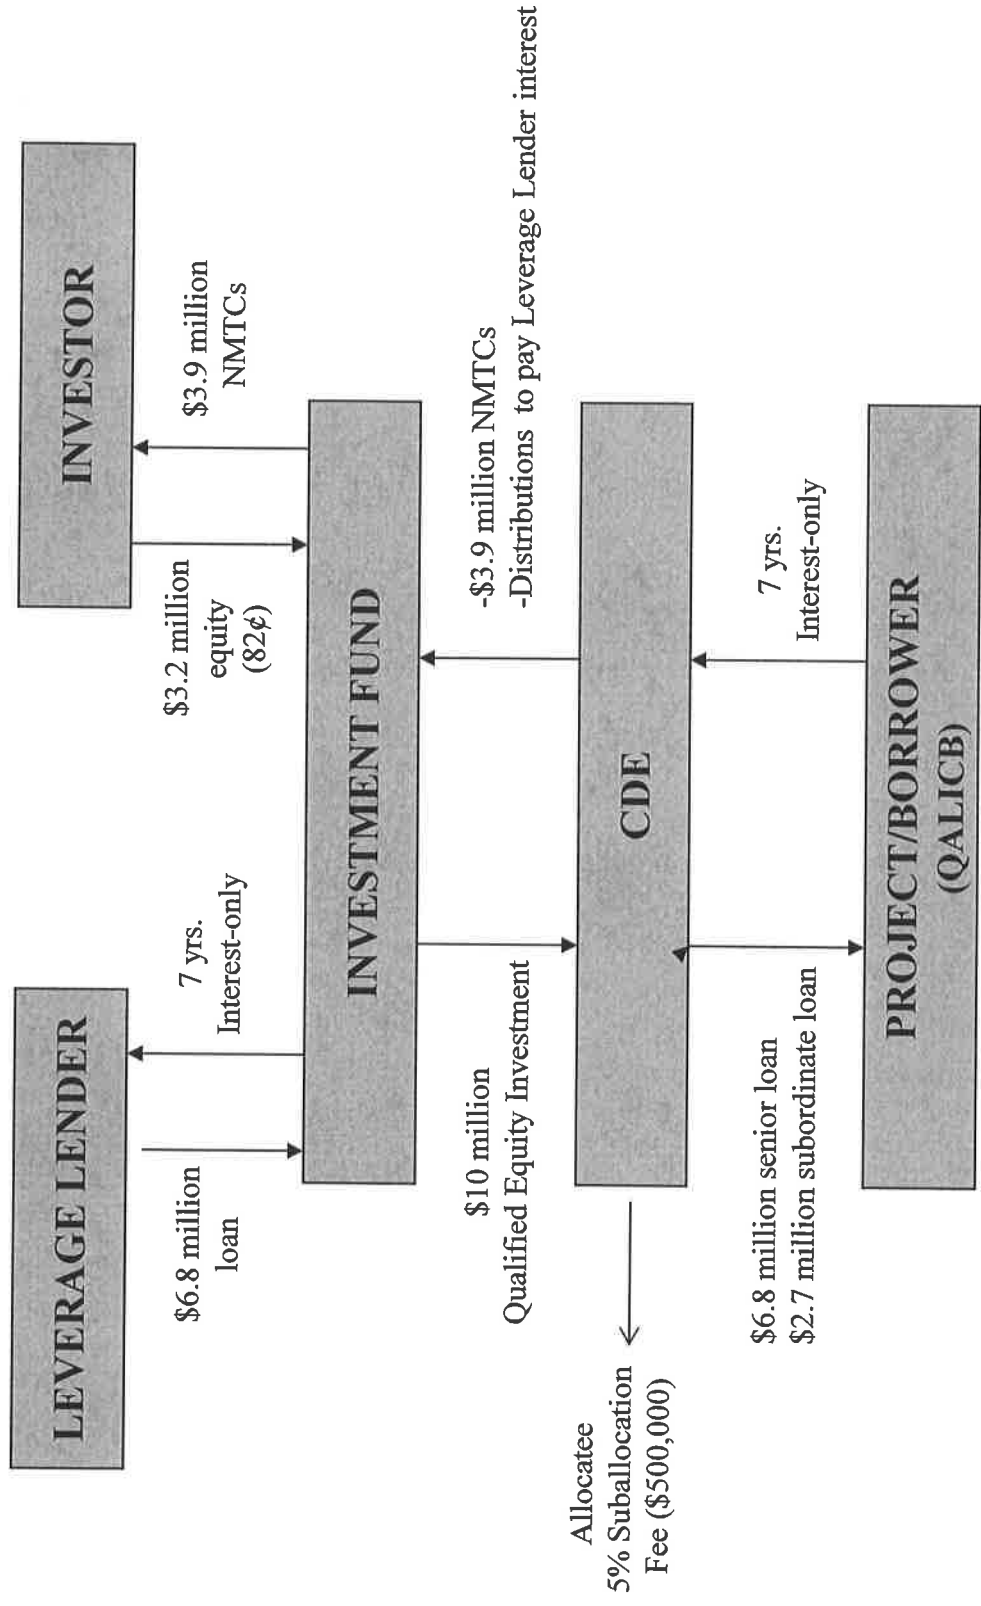 LEVERAGE LENDER
INVESTOR
$6.8 million
loan
7 yrs.
Interest-only
$3.2 million
equity
(82¢)
$3.9 million
NMTCs
INVESTMENT FUND
$10 million
Qualified Equity Investment
-$3.9 million NMTCs
-Distributions to pay Leverage Lender interest
Allocatee
5% Suballocation
Fee ($500,000)
CDE
$6.8 million senior loan
$2.7 million subordinate loan
7 yrs.
Interest-only
PROJECT/BORROWER
(QALICB)